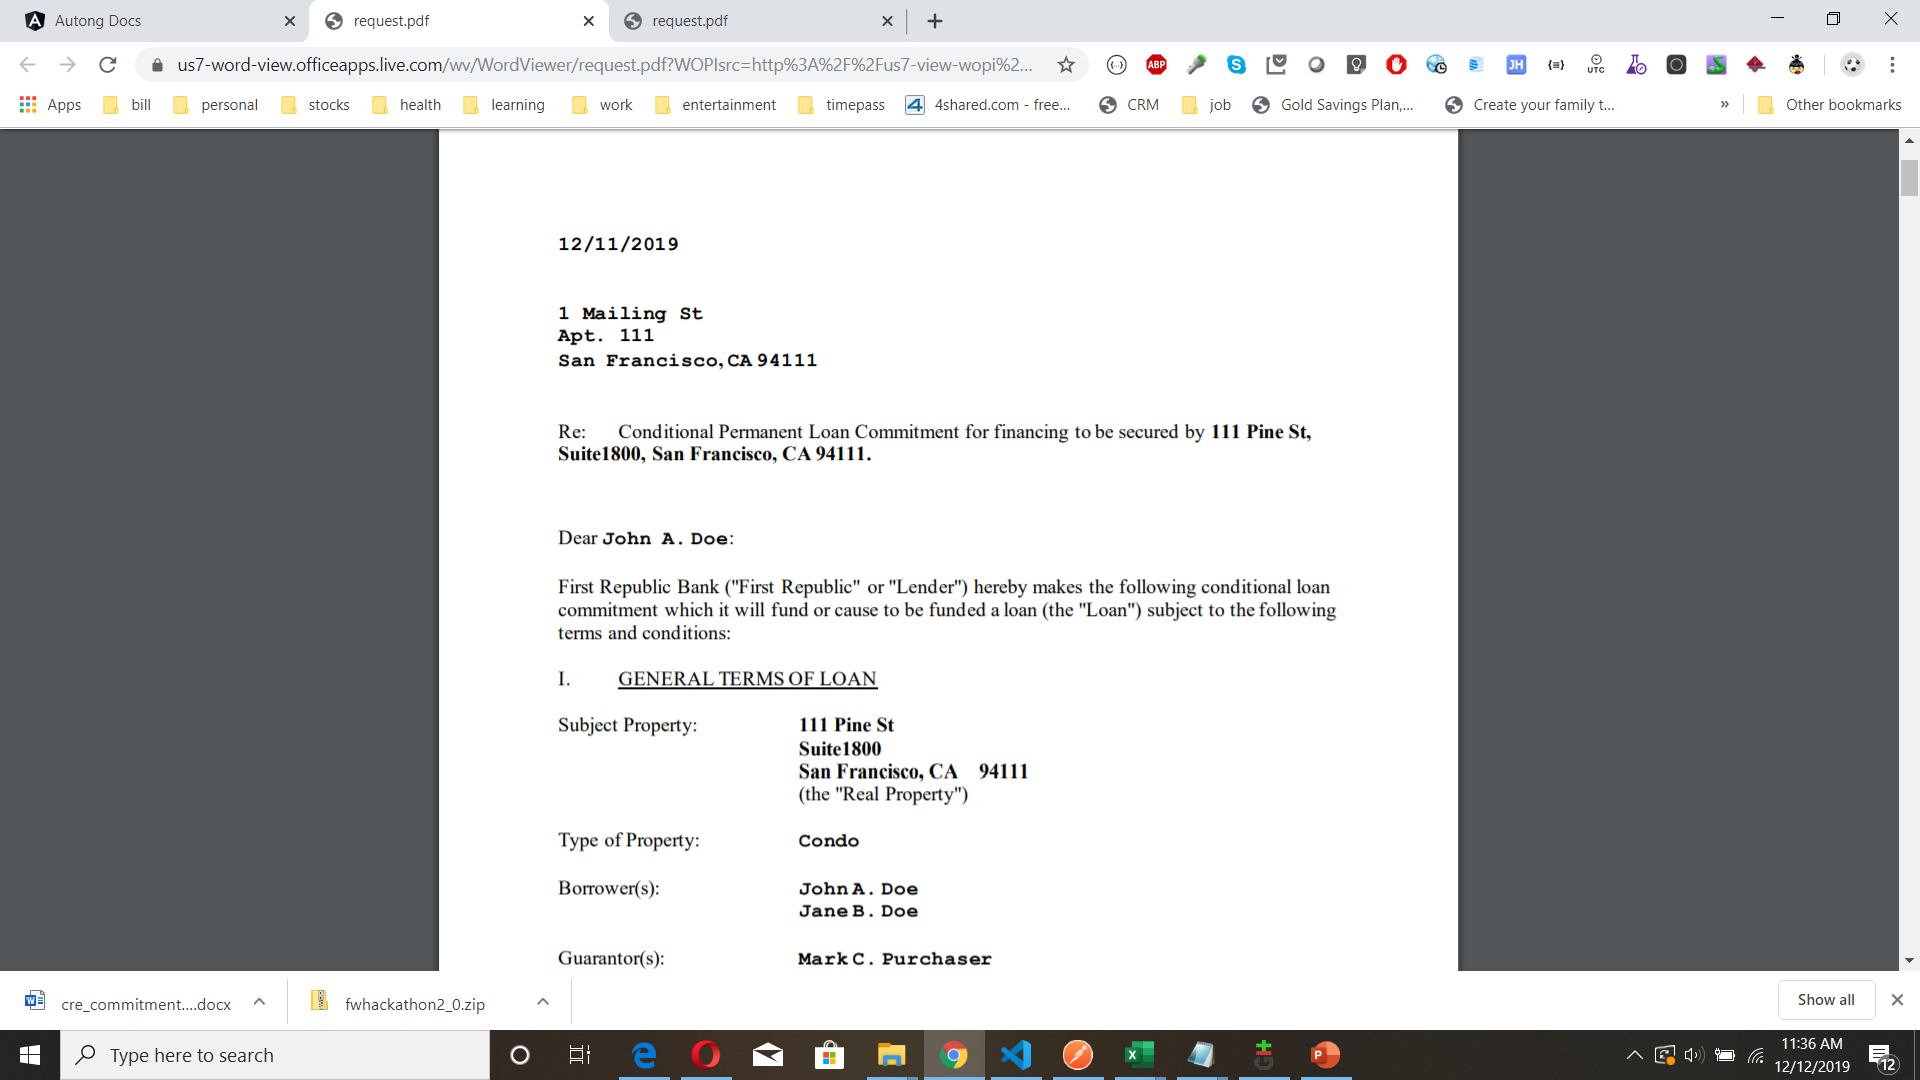 Autong Docs
request.pdf
request.pdf
us7-word-view.officeapps.live.com/wv/WordViewer/request.pdf?WOPIsrc=http%3A%2F%2Fus7-view-wopi%2...
ABP
JH
{≡}
UTC
Apps
bill
personal
stocks
health
learning
work
entertainment
timepass
4shared.com - free...
CRM
job
Gold Savings Plan,...
Create your family t...
»
Other bookmarks
12/11/2019
1 Mailing St
Apt. 111
San Francisco, CA 94111
Re: Conditional Permanent Loan Commitment for financing to be secured by 111 Pine St,
Suite1800, San Francisco, CA 94111.
Dear John A. Doe:
First Republic Bank ("First Republic" or "Lender") hereby makes the following conditional loan
commitment which it will fund or cause to be funded a loan (the "Loan") subject to the following
terms and conditions:
I. GENERAL TERMS OF LOAN
Subject Property: 111 Pine St
Suite1800
San Francisco, CA 94111
(the "Real Property")
Type of Property: Condo
Borrower(s): John A. Doe
Jane B. Doe
Guarantor(s): Mark C. Purchaser
cre_commitment....docx
fwhackathon2_0.zip
Show all
Type here to search
11:36 AM
12/12/2019
12